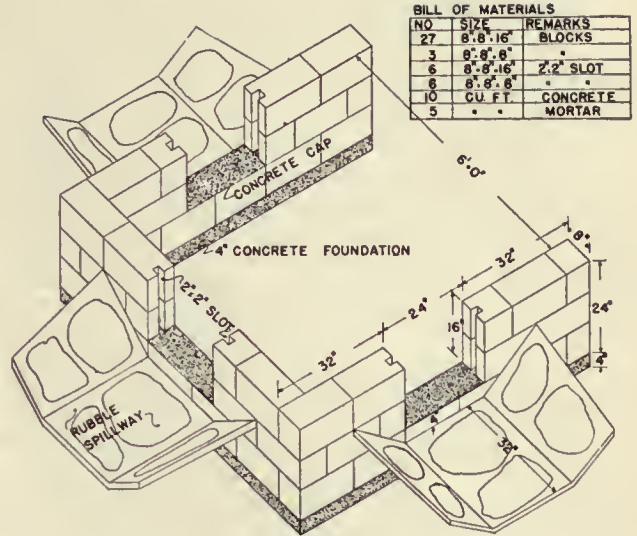 BILL OF MATERIALS
NO SIZE REMARKS
27 8"·8"·16" BLOCKS
3 8"·8"·8" "
6 8"·8"·16" 2"·2" SLOT
6 8"·8"·8" " "
10 CU. FT. CONCRETE
5 " " MORTAR
CONCRETE CAP
6'-0"
4" CONCRETE FOUNDATION
8"
32"
2"·2" SLOT
24"
16"
24"
32"
4"
4"
RUBBLE
SPILLWAY
32"